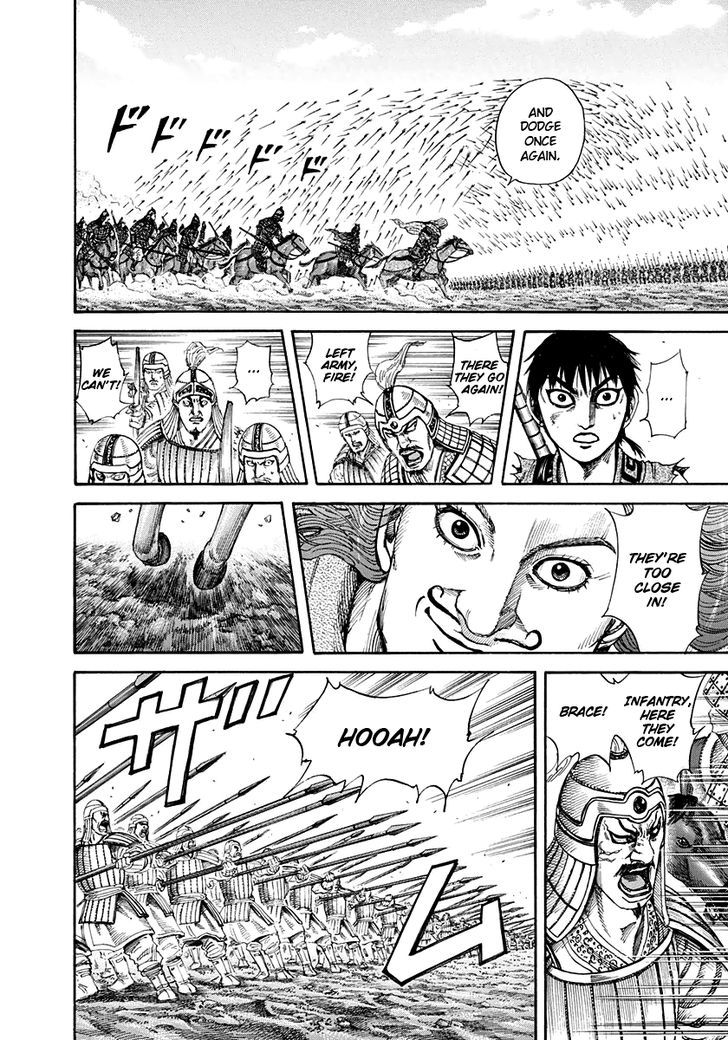 AND
DODGE
ONCE
AGAIN.
ド
ド
ド
ド
ド
...
THERE
THEY GO
AGAIN!
LEFT
ARMY,
FIRE!
...
WE
CAN'T!
THEY'RE
TOO
CLOSE
IN!
INFANTRY,
HERE
THEY
COME!
BRACE!
HOOAH!
ザ
ム